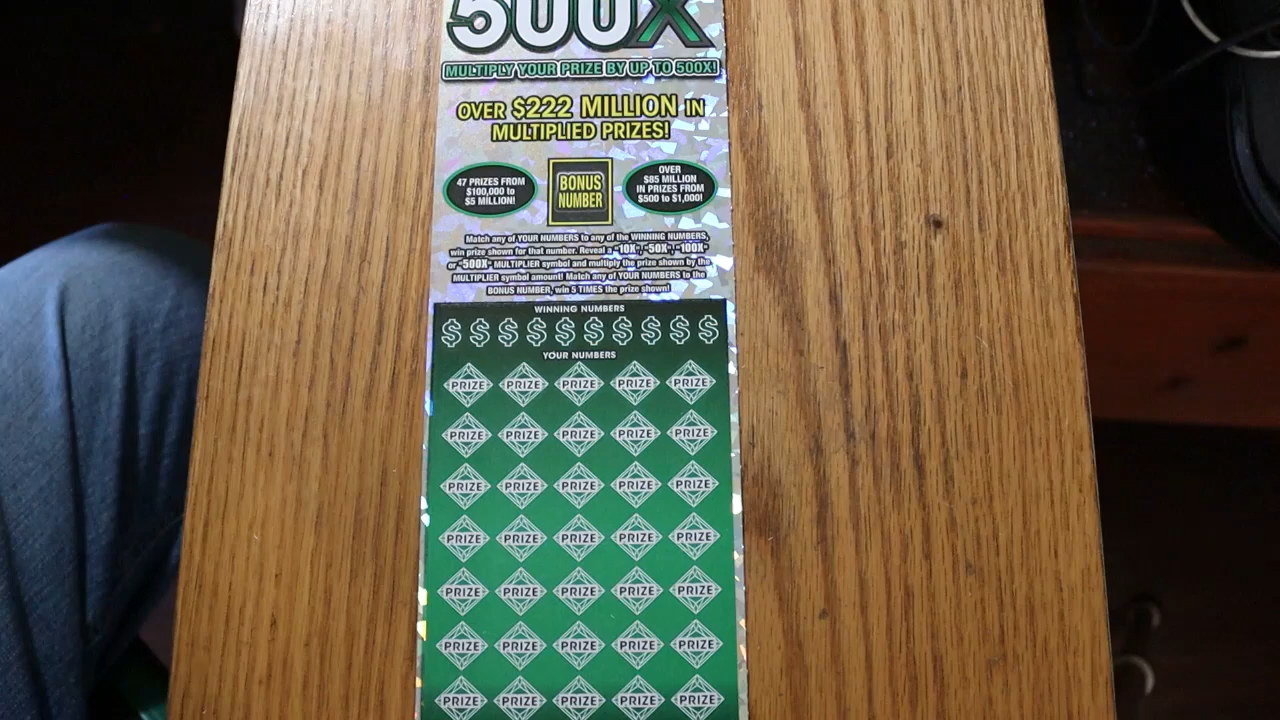 500X
MULTIPLY YOUR PRIZE BY UP TO 500X!
OVER $222 MILLION IN
MULTIPLIED PRIZES!
47 PRIZES FROM
$100,000 to
$5 MILLION!
BONUS
NUMBER
OVER
$85 MILLION
IN PRIZES FROM
$500 to $1,000!
Match any of YOUR NUMBERS to any of the WINNING NUMBERS,
win prize shown for that number. Reveal a "10X", "50X", "100X"
or "500X" MULTIPLIER symbol and multiply the prize shown by the
MULTIPLIER symbol amount! Match any of YOUR NUMBERS to the
BONUS NUMBER, win 5 TIMES the prize shown!
WINNING NUMBERS
$ $ $ $ $ $ $ $ $ $
YOUR NUMBERS
PRIZE PRIZE PRIZE PRIZE PRIZE
PRIZE PRIZE PRIZE PRIZE PRIZE
PRIZE PRIZE PRIZE PRIZE PRIZE
PRIZE PRIZE PRIZE PRIZE PRIZE
PRIZE PRIZE PRIZE PRIZE PRIZE
PRIZE PRIZE PRIZE PRIZE PRIZE
PRIZE PRIZE PRIZE PRIZE PRIZE